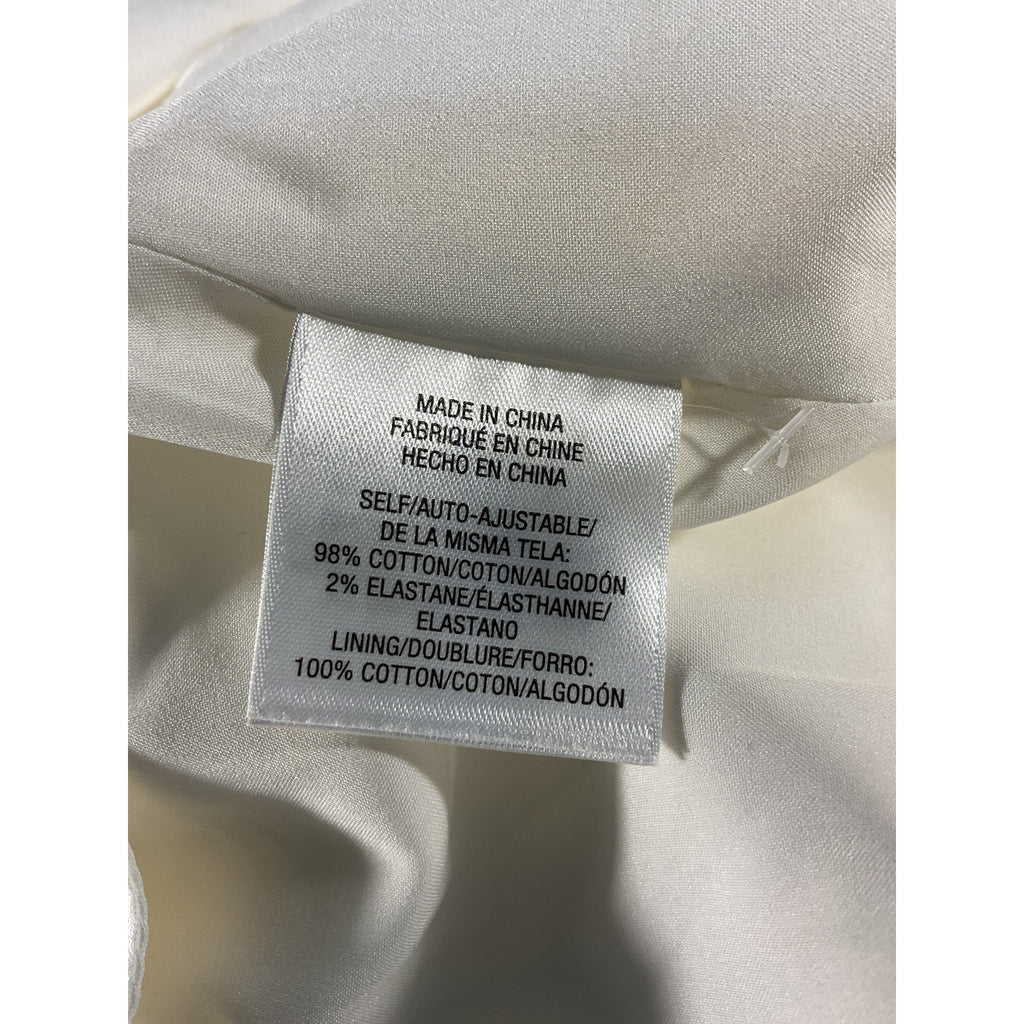 MADE IN CHINA
FABRIQUÉ EN CHINE
HECHO EN CHINA
SELF/AUTO-AJUSTABLE/
DE LA MISMA TELA:
98% COTTON/COTON/ALGODÓN
2% ELASTANE/ÉLASTHANNE/
ELASTANO
LINING/DOUBLURE/FORRO:
100% COTTON/COTON/ALGODÓN